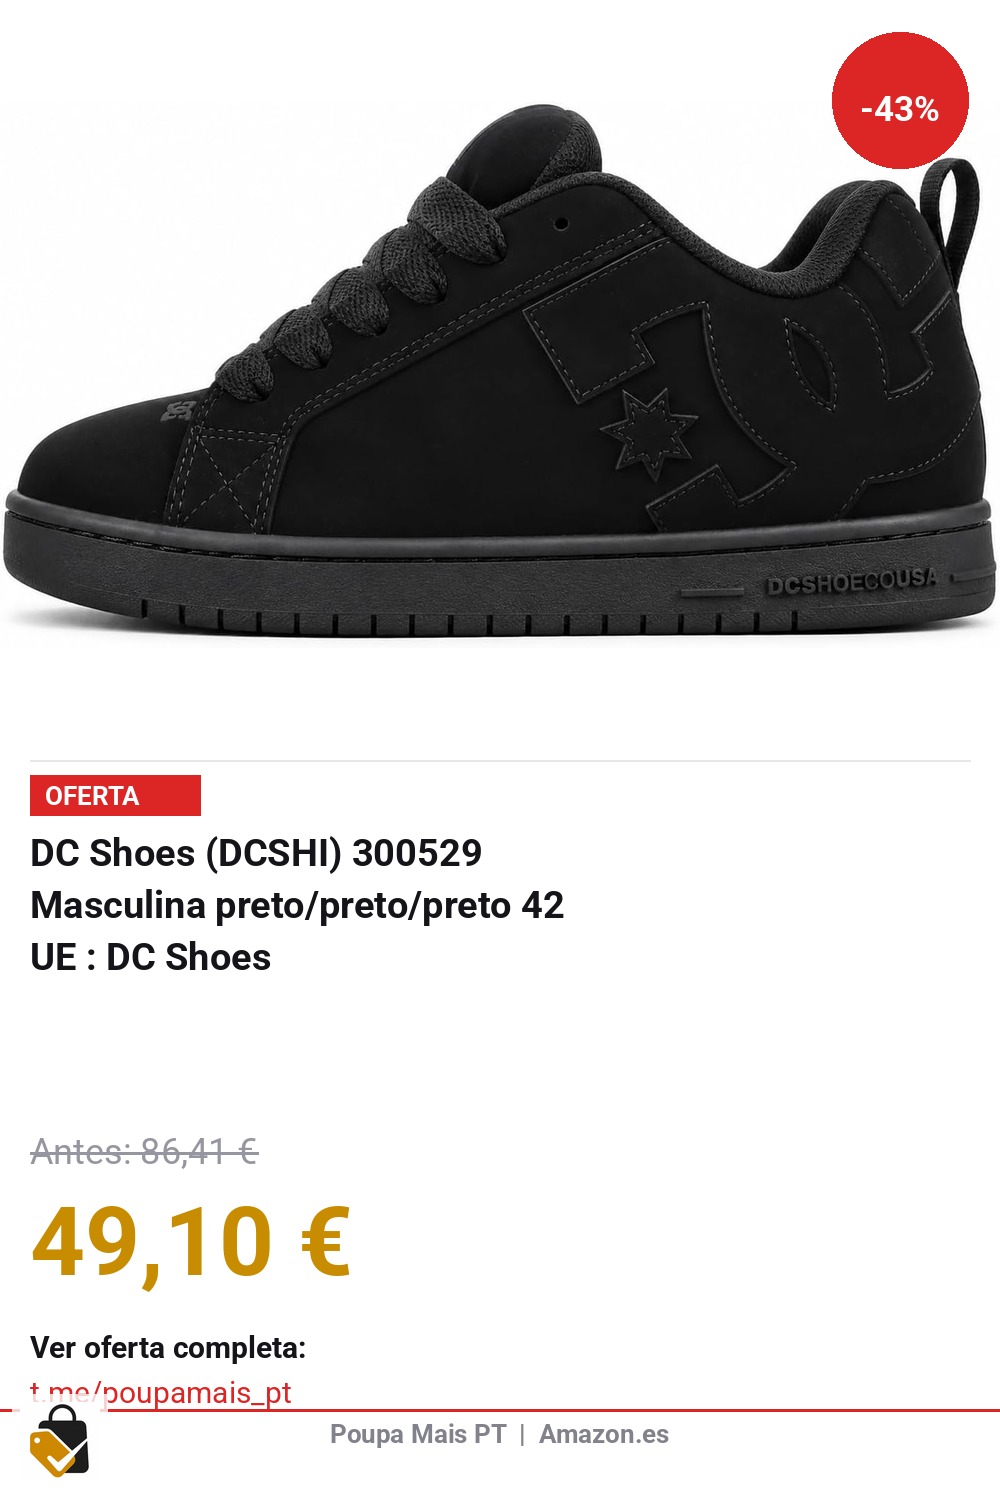 -43%
DCSHOECOUSA
OFERTA
DC Shoes (DCSHI) 300529
Masculina preto/preto/preto 42
UE : DC Shoes
Antes: 86,41 €
49,10 €
Ver oferta completa:
t.me/poupamais_pt
Poupa Mais PT | Amazon.es